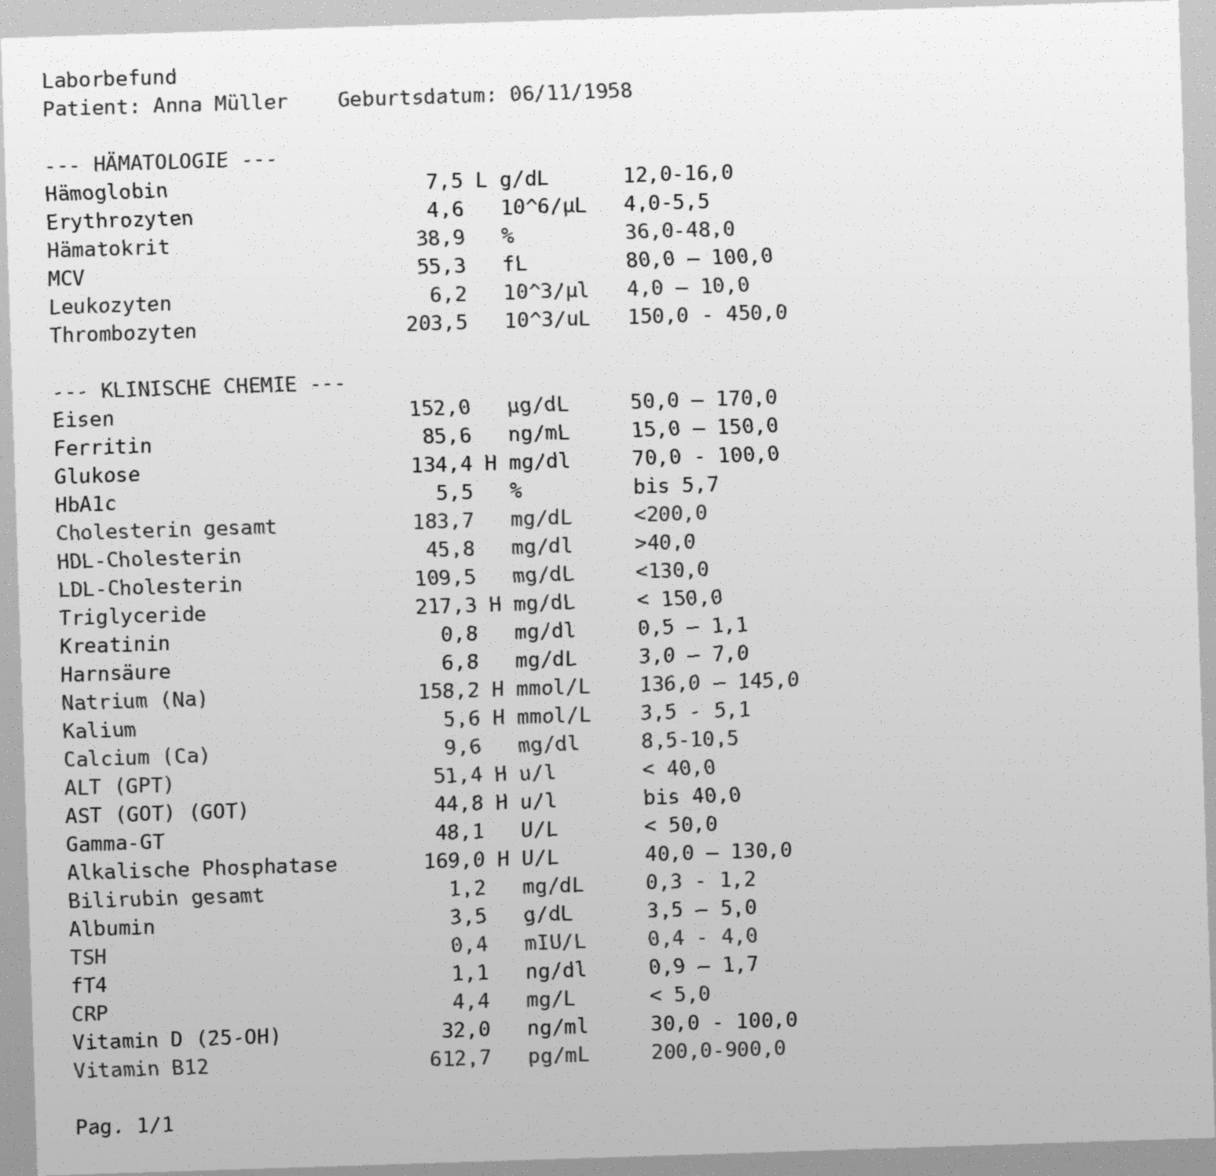 Laborbefund
Patient: Anna Müller    Geburtsdatum: 06/11/1958
--- HÄMATOLOGIE ---
Hämoglobin 7,5 L g/dL 12,0-16,0
Erythrozyten 4,6 10^6/µL 4,0-5,5
Hämatokrit 38,9 % 36,0-48,0
MCV 55,3 fL 80,0 – 100,0
Leukozyten 6,2 10^3/µl 4,0 – 10,0
Thrombozyten 203,5 10^3/uL 150,0 - 450,0
--- KLINISCHE CHEMIE ---
Eisen 152,0 µg/dL 50,0 – 170,0
Ferritin 85,6 ng/mL 15,0 – 150,0
Glukose 134,4 H mg/dl 70,0 - 100,0
HbA1c 5,5 % bis 5,7
Cholesterin gesamt 183,7 mg/dL <200,0
HDL-Cholesterin 45,8 mg/dl >40,0
LDL-Cholesterin 109,5 mg/dL <130,0
Triglyceride 217,3 H mg/dL < 150,0
Kreatinin 0,8 mg/dl 0,5 – 1,1
Harnsäure 6,8 mg/dL 3,0 – 7,0
Natrium (Na) 158,2 H mmol/L 136,0 – 145,0
Kalium 5,6 H mmol/L 3,5 - 5,1
Calcium (Ca) 9,6 mg/dl 8,5-10,5
ALT (GPT) 51,4 H u/l < 40,0
AST (GOT) (GOT) 44,8 H u/l bis 40,0
Gamma-GT 48,1 U/L < 50,0
Alkalische Phosphatase 169,0 H U/L 40,0 – 130,0
Bilirubin gesamt 1,2 mg/dL 0,3 - 1,2
Albumin 3,5 g/dL 3,5 – 5,0
TSH 0,4 mIU/L 0,4 - 4,0
fT4 1,1 ng/dl 0,9 – 1,7
CRP 4,4 mg/L < 5,0
Vitamin D (25-OH) 32,0 ng/ml 30,0 - 100,0
Vitamin B12 612,7 pg/mL 200,0-900,0
Pag. 1/1